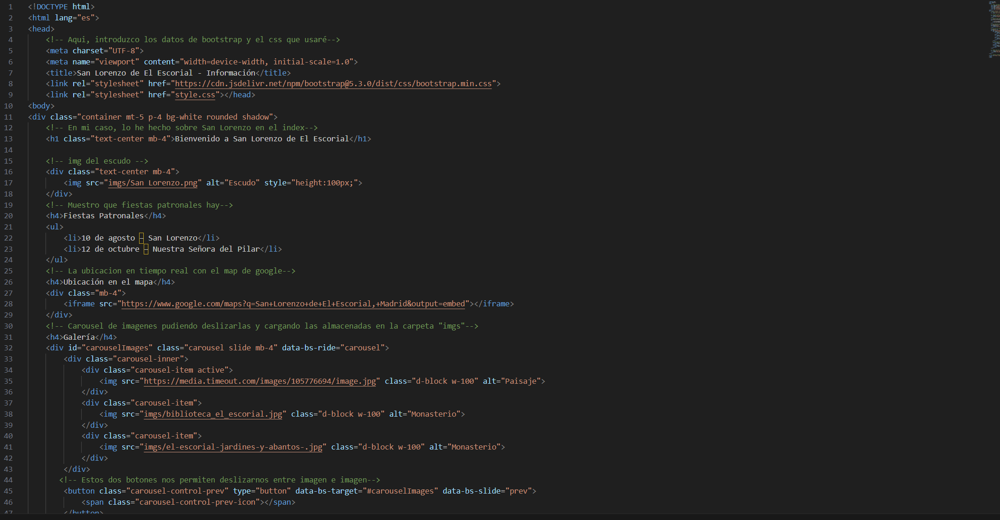 1 <!DOCTYPE html>
2 <html lang="es">
3 <head>
4     <!-- Aqui, introduzco los datos de bootstrap y el css que usaré-->
5     <meta charset="UTF-8">
6     <meta name="viewport" content="width=device-width, initial-scale=1.0">
7     <title>San Lorenzo de El Escorial - Información</title>
8     <link rel="stylesheet" href="https://cdn.jsdelivr.net/npm/bootstrap@5.3.0/dist/css/bootstrap.min.css">
9     <link rel="stylesheet" href="style.css"></head>
10 <body>
11 <div class="container mt-5 p-4 bg-white rounded shadow">
12     <!-- En mi caso, lo he hecho sobre San Lorenzo en el index-->
13     <h1 class="text-center mb-4">Bienvenido a San Lorenzo de El Escorial</h1>
14
15     <!-- img del escudo -->
16     <div class="text-center mb-4">
17         <img src="imgs/San Lorenzo.png" alt="Escudo" style="height:100px;">
18     </div>
19     <!-- Muestro que fiestas patronales hay-->
20     <h4>Fiestas Patronales</h4>
21     <ul>
22         <li>10 de agosto – San Lorenzo</li>
23         <li>12 de octubre – Nuestra Señora del Pilar</li>
24     </ul>
25     <!-- La ubicacion en tiempo real con el map de google-->
26     <h4>Ubicación en el mapa</h4>
27     <div class="mb-4">
28         <iframe src="https://www.google.com/maps?q=San+Lorenzo+de+El+Escorial,+Madrid&output=embed"></iframe>
29     </div>
30     <!-- Carousel de imagenes pudiendo deslizarlas y cargando las almacenadas en la carpeta "imgs"-->
31     <h4>Galería</h4>
32     <div id="carouselImages" class="carousel slide mb-4" data-bs-ride="carousel">
33         <div class="carousel-inner">
34             <div class="carousel-item active">
35                 <img src="https://media.timeout.com/images/105776694/image.jpg" class="d-block w-100" alt="Paisaje">
36             </div>
37             <div class="carousel-item">
38                 <img src="imgs/biblioteca_el_escorial.jpg" class="d-block w-100" alt="Monasterio">
39             </div>
40             <div class="carousel-item">
41                 <img src="imgs/el-escorial-jardines-y-abantos-.jpg" class="d-block w-100" alt="Monasterio">
42             </div>
43         </div>
44        <!-- Estos dos botones nos permiten deslizarnos entre imagen e imagen-->
45         <button class="carousel-control-prev" type="button" data-bs-target="#carouselImages" data-bs-slide="prev">
46             <span class="carousel-control-prev-icon"></span>
47         </button>